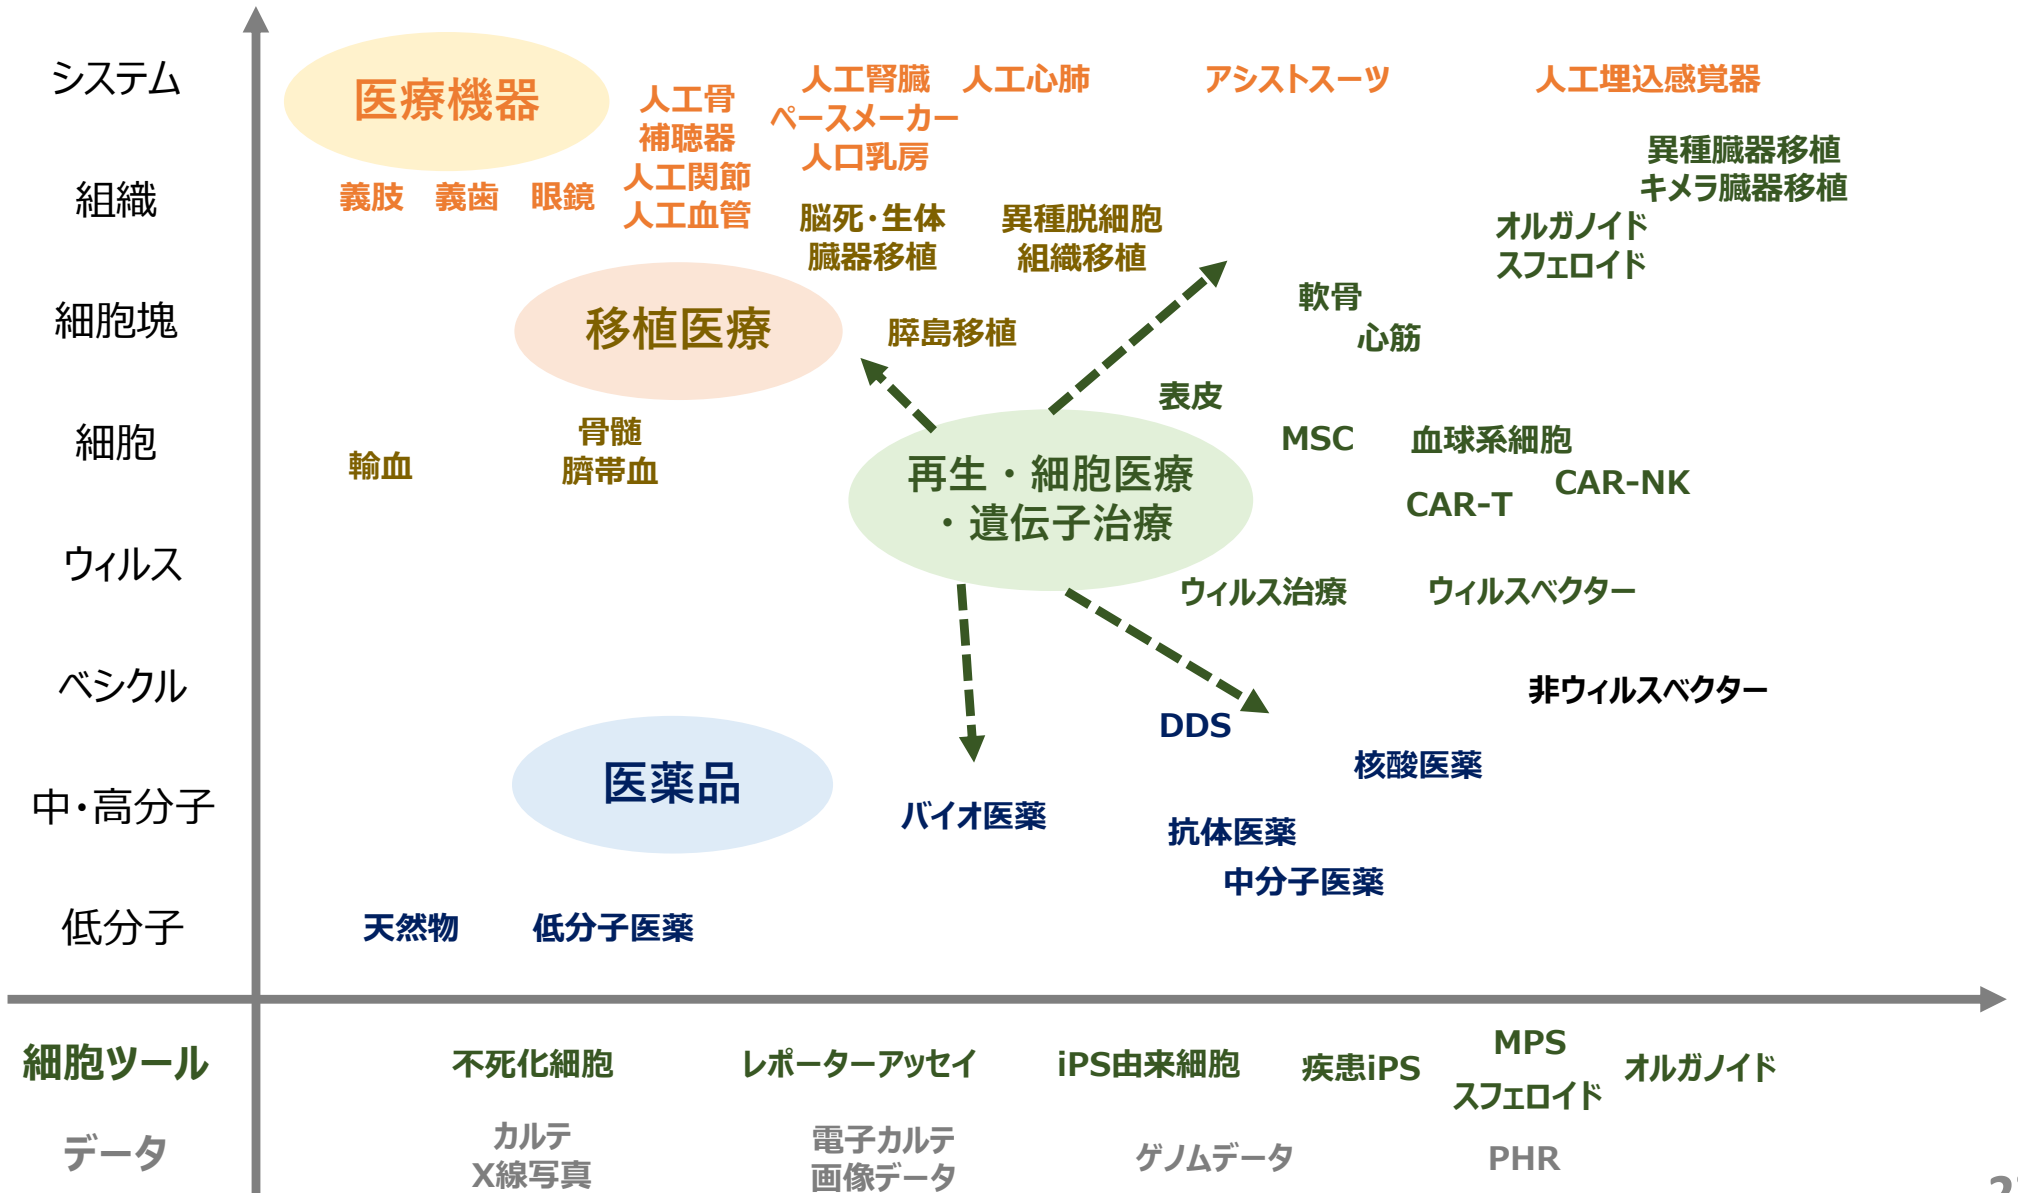 システム
医療機器
人工骨
補聴器
人工関節
人工血管
人工腎臓
ペースメーカー
人口乳房
人工心肺
アシストスーツ
人工埋込感覚器
異種臓器移植
キメラ臓器移植
組織
義肢 義歯 眼鏡
脳死・生体
臓器移植
異種脱細胞
組織移植
オルガノイド
スフェロイド
細胞塊
移植医療
膵島移植
軟骨
心筋
表皮
細胞
輸血
骨髄
臍帯血
再生・細胞医療
・遺伝子治療
MSC
血球系細胞
CAR-T
CAR-NK
ウィルス
ウィルス治療
ウィルスベクター
ベシクル
非ウィルスベクター
DDS
核酸医薬
中・高分子
医薬品
バイオ医薬
抗体医薬
中分子医薬
低分子
天然物
低分子医薬
細胞ツール
不死化細胞
レポーターアッセイ
iPS由来細胞
疾患iPS
MPS
スフェロイド
オルガノイド
データ
カルテ
X線写真
電子カルテ
画像データ
ゲノムデータ
PHR